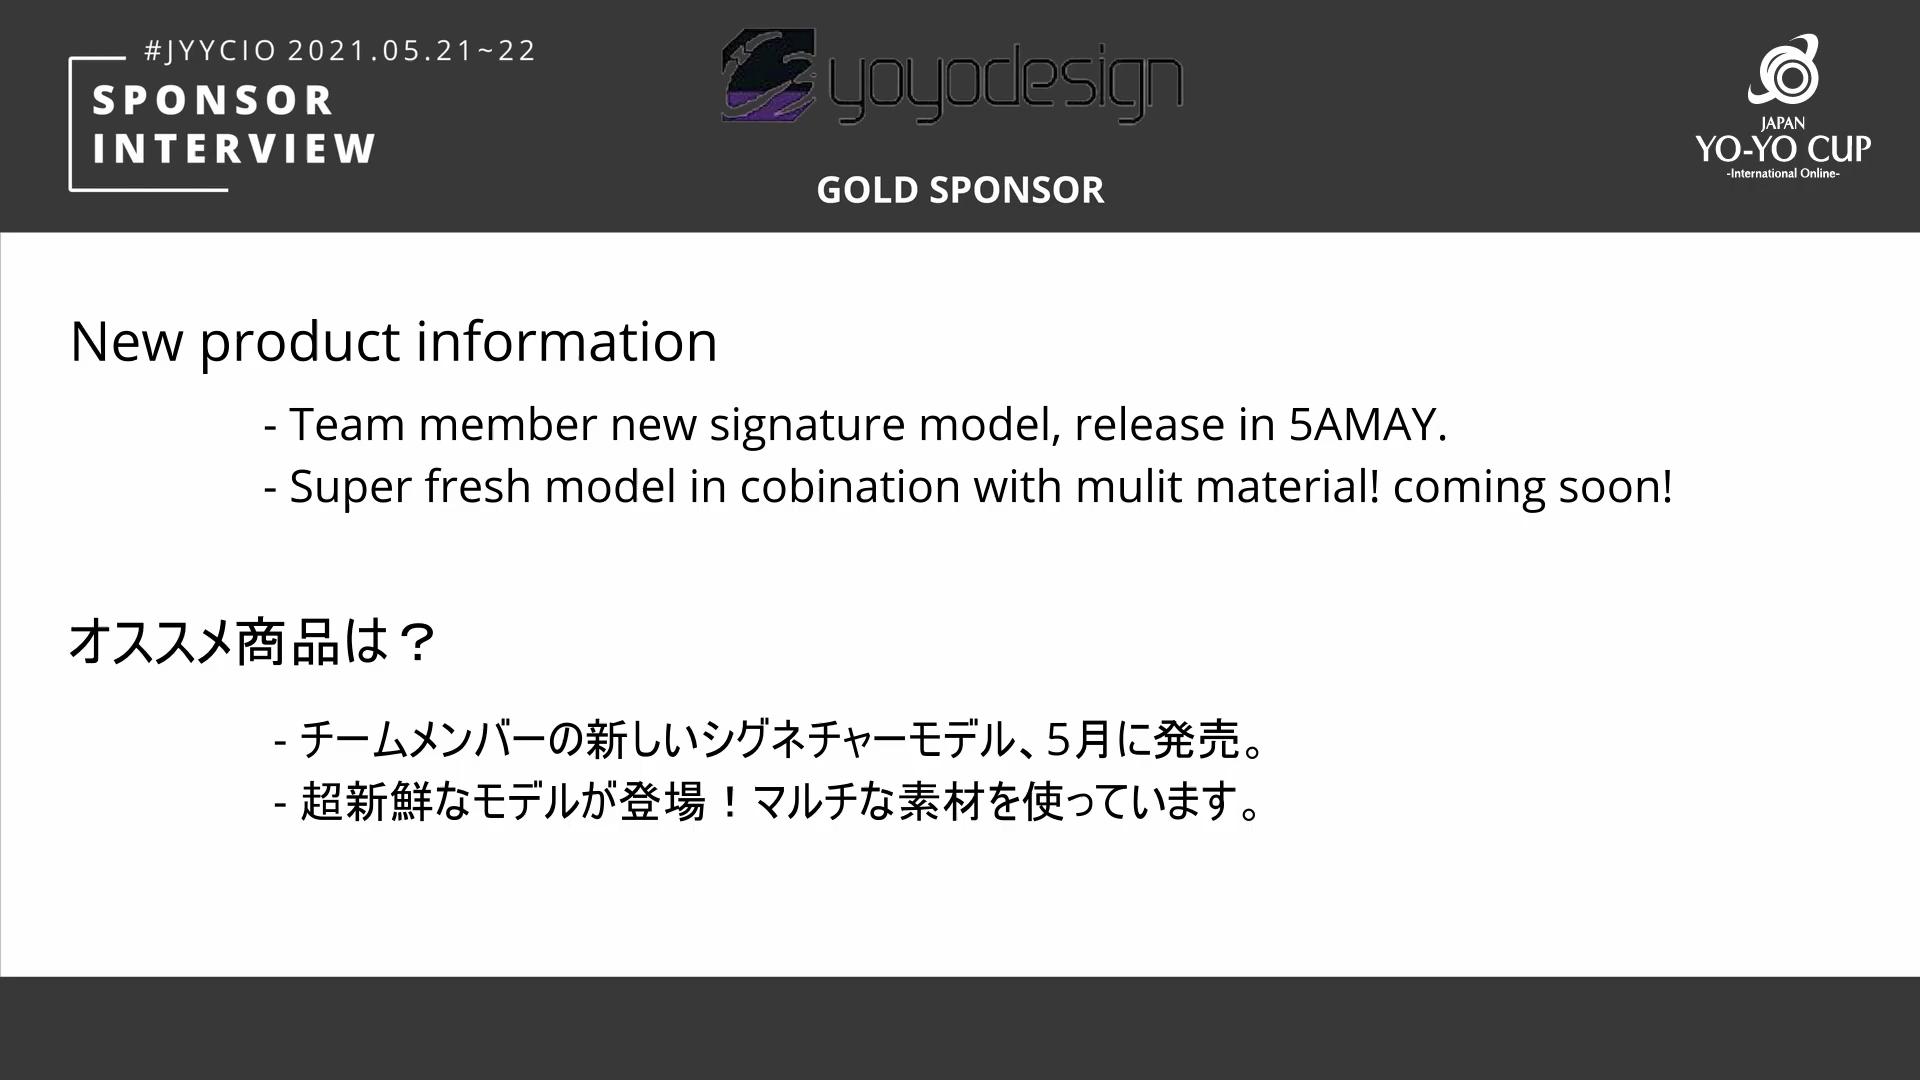 #JYYCIO 2021.05.21~22
SPONSOR
INTERVIEW
yoyodesign
GOLD SPONSOR
JAPAN
YO-YO CUP
-International Online-
New product information
- Team member new signature model, release in 5AMAY.
- Super fresh model in cobination with mulit material! coming soon!
オススメ商品は？
- チームメンバーの新しいシグネチャーモデル、5月に発売。
- 超新鮮なモデルが登場！マルチな素材を使っています。